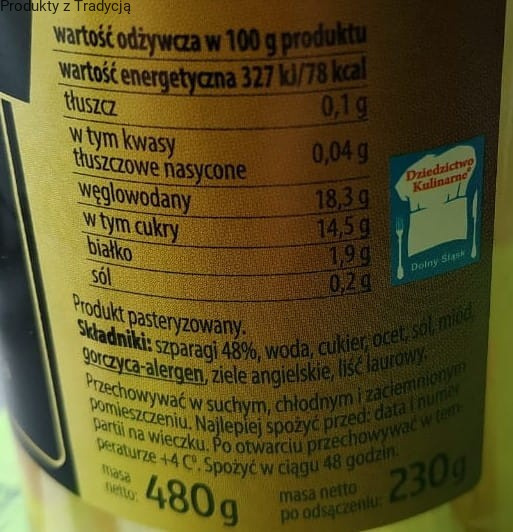 Produkty z Tradycją
wartość odżywcza w 100 g produktu
wartość energetyczna 327 kJ/78 kcal
tłuszcz 0,1 g
w tym kwasy
tłuszczowe nasycone 0,04 g
węglowodany 18,3 g
w tym cukry 14,5 g
białko 1,9 g
sól 0,2 g
Dziedzictwo
Kulinarne®
Dolny Śląsk
Produkt pasteryzowany.
Składniki: szparagi 48%, woda, cukier, ocet, sól, miód,
gorczyca-alergen, ziele angielskie, liść laurowy.
Przechowywać w suchym, chłodnym i zaciemnionym
pomieszczeniu. Najlepiej spożyć przed: data i numer
partii na wieczku. Po otwarciu przechowywać w tem-
peraturze +4 C°. Spożyć w ciągu 48 godzin.
masa
netto: 480g
masa netto
po odsączeniu: 230g